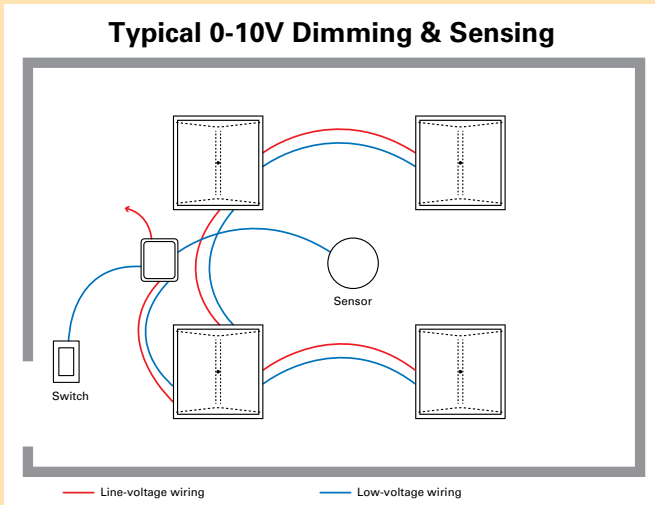 Typical 0-10V Dimming & Sensing
Sensor
Switch
Line-voltage wiring
Low-voltage wiring